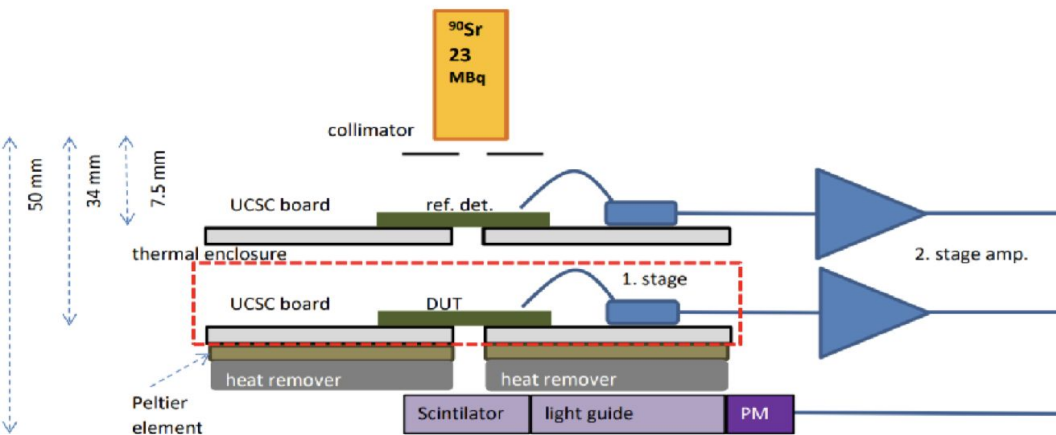 ⁹⁰Sr
23
MBq
collimator
50 mm
34 mm
7.5 mm
UCSC board
ref. det.
thermal enclosure
2. stage amp.
1. stage
UCSC board
DUT
heat remover
heat remover
Peltier
element
Scintilator
light guide
PM